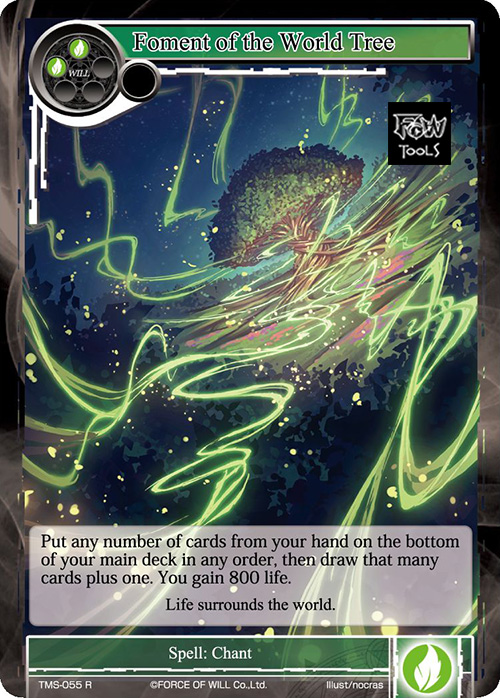 Foment of the World Tree
WILL
FOW
TOOLS
Put any number of cards from your hand on the bottom
of your main deck in any order, then draw that many
cards plus one. You gain 800 life.
Life surrounds the world.
Spell: Chant
TMS-055 R ©FORCE OF WILL Co.,Ltd. Illust/nocras